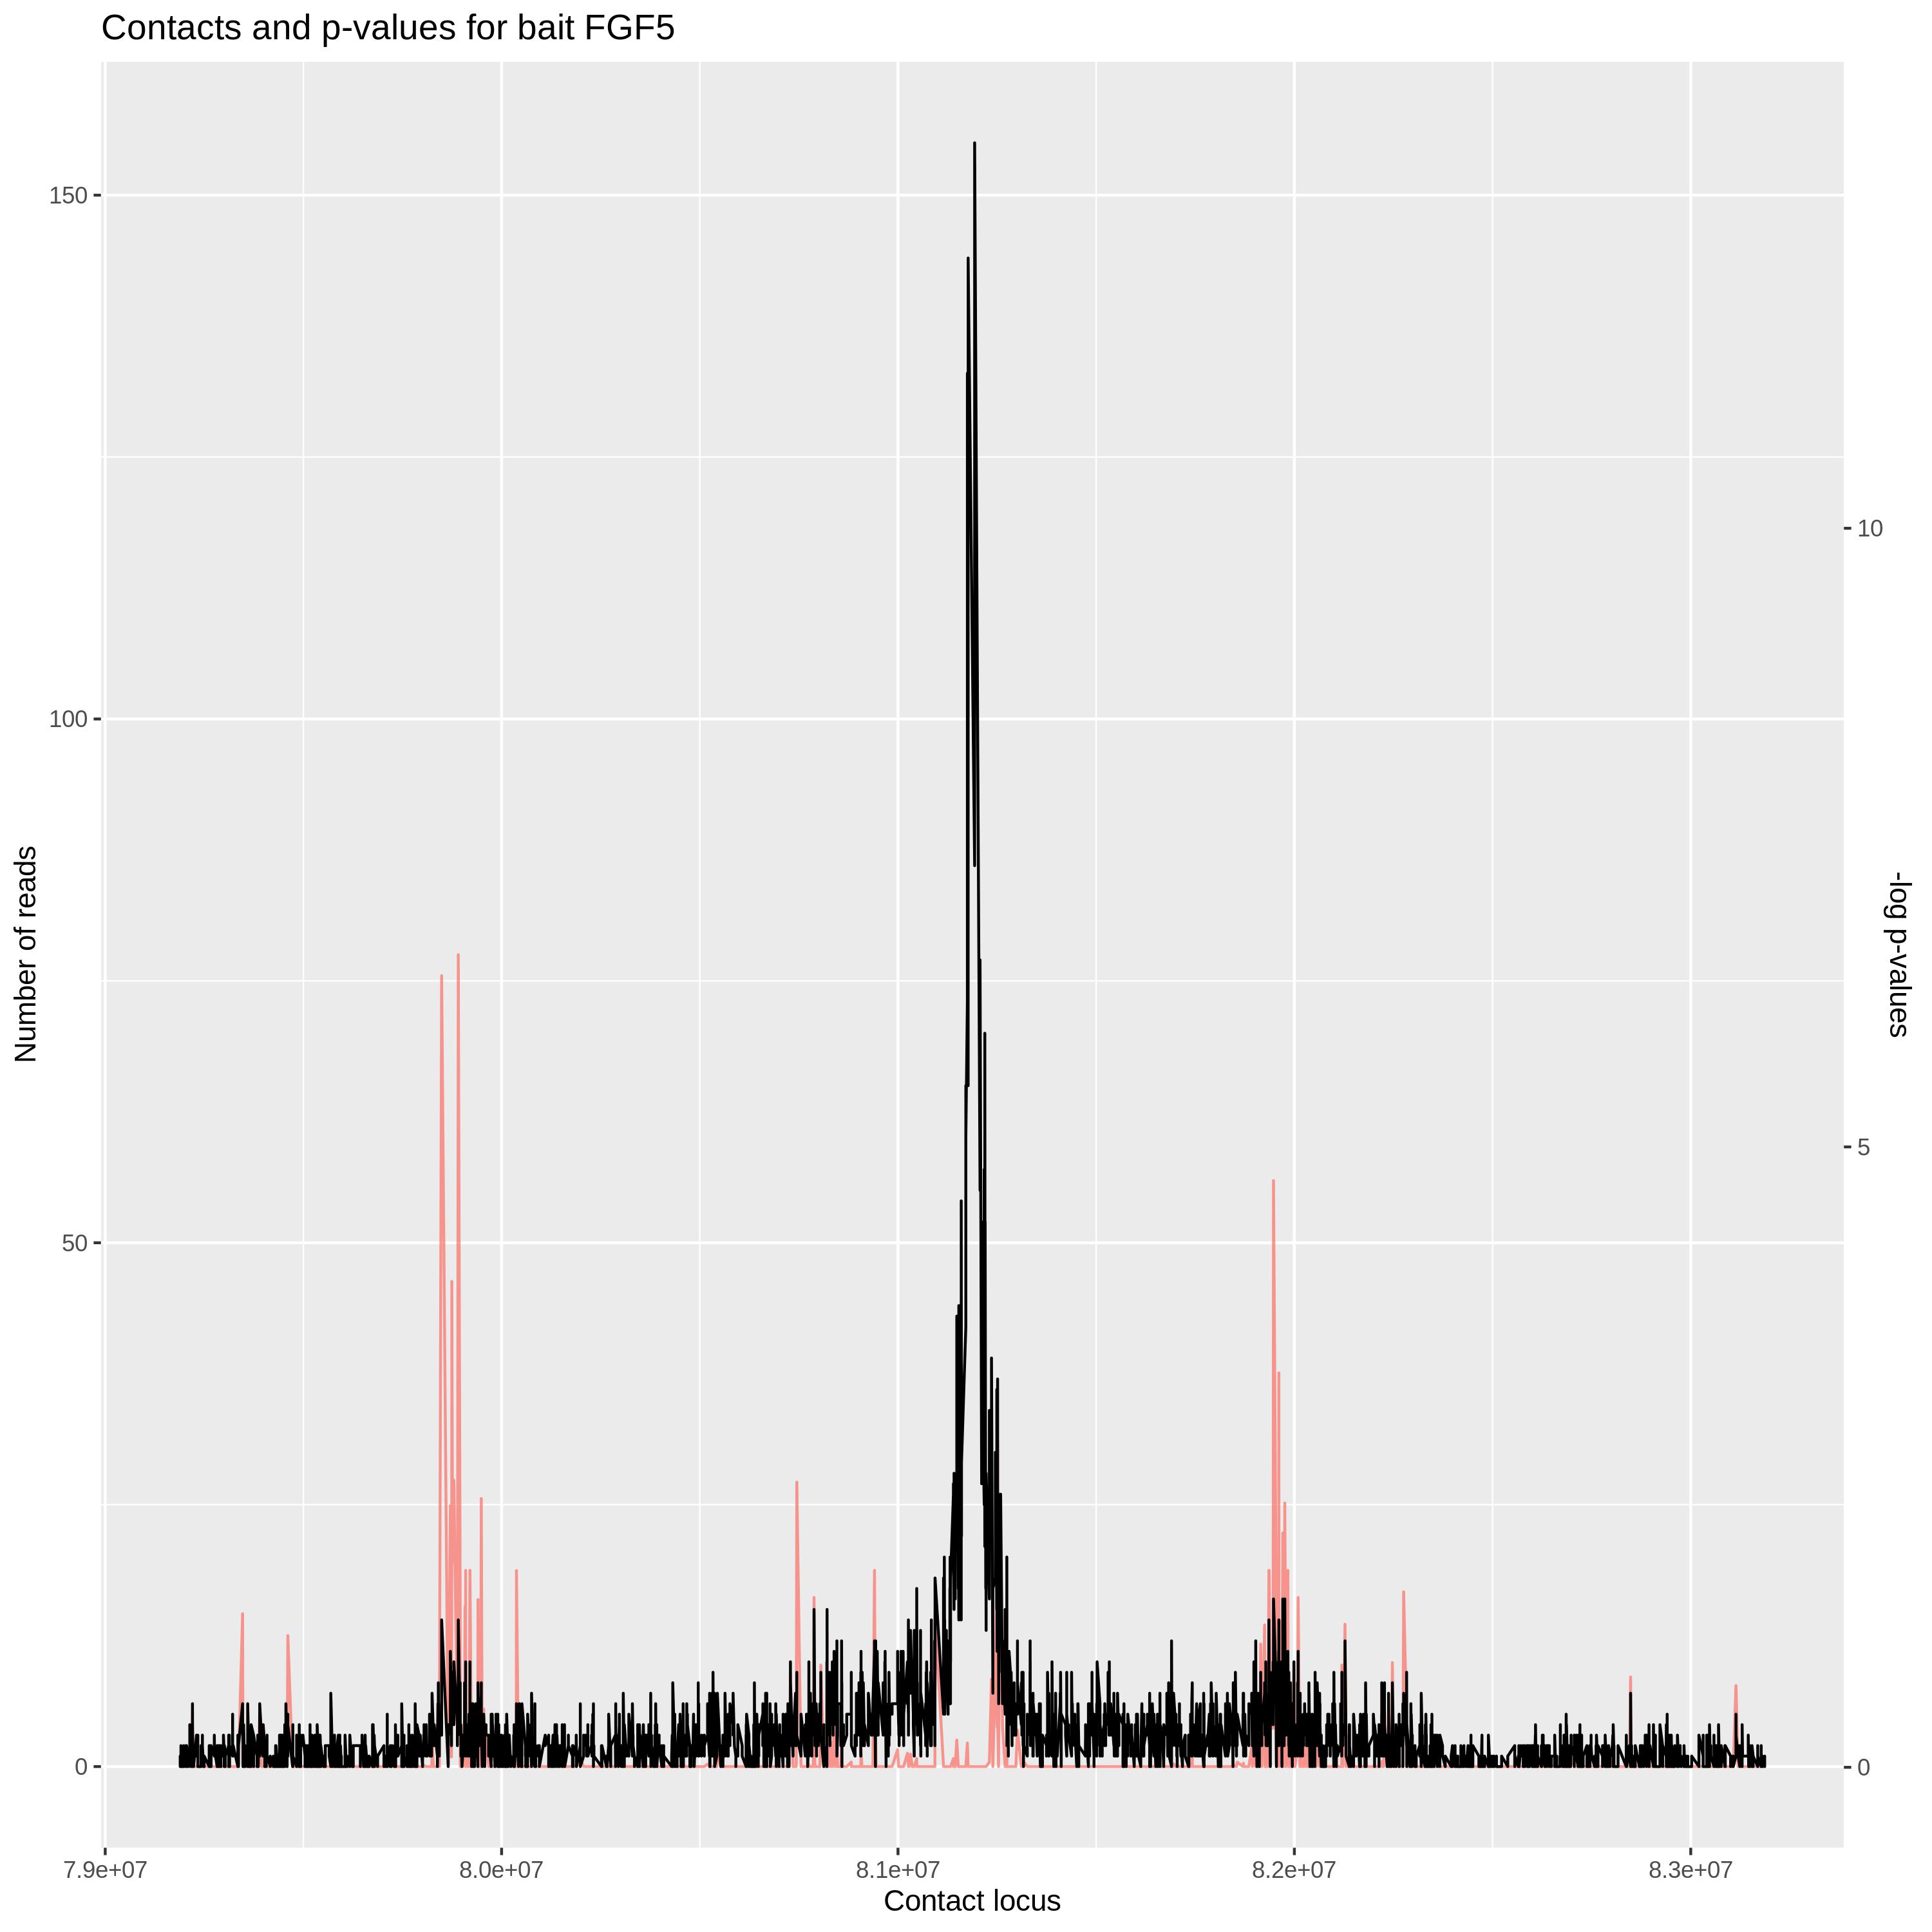 Contacts and p-values for bait FGF5
150
100
50
0
Number of reads
10
5
0
-log p-values
7.9e+07
8.0e+07
8.1e+07
8.2e+07
8.3e+07
Contact locus